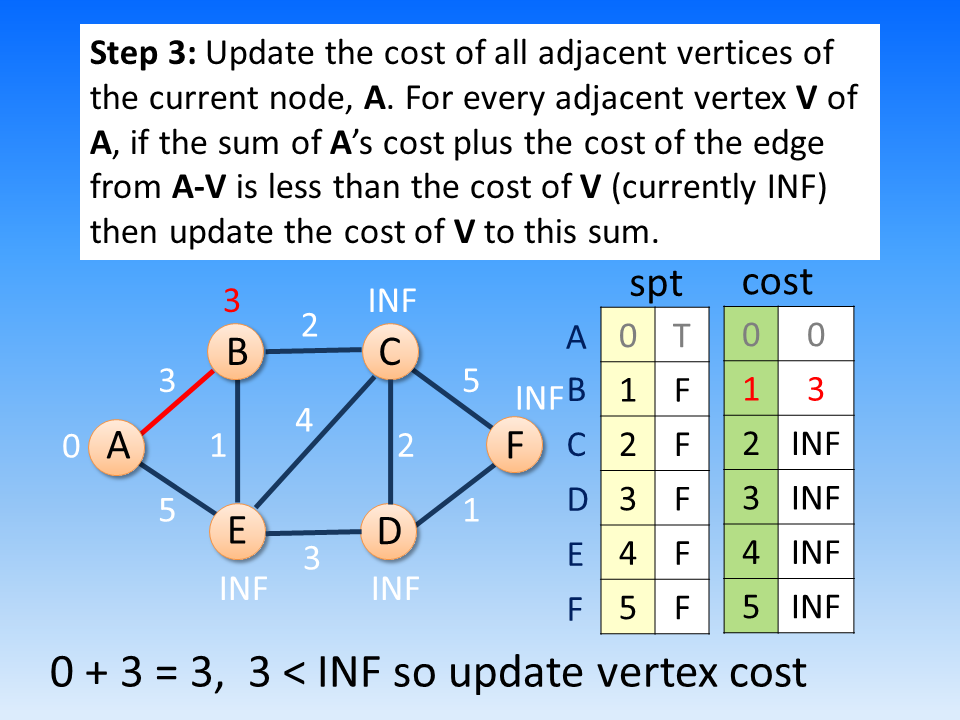 Step 3: Update the cost of all adjacent vertices of
the current node, A. For every adjacent vertex V of
A, if the sum of A’s cost plus the cost of the edge
from A-V is less than the cost of V (currently INF)
then update the cost of V to this sum.
spt cost
3 INF
2
B C
3 5
INF
4
0 A 1 2 F
5 1
E D
3
INF INF
A 0 T 0 0
B 1 F 1 3
C 2 F 2 INF
D 3 F 3 INF
E 4 F 4 INF
F 5 F 5 INF
0 + 3 = 3, 3 < INF so update vertex cost